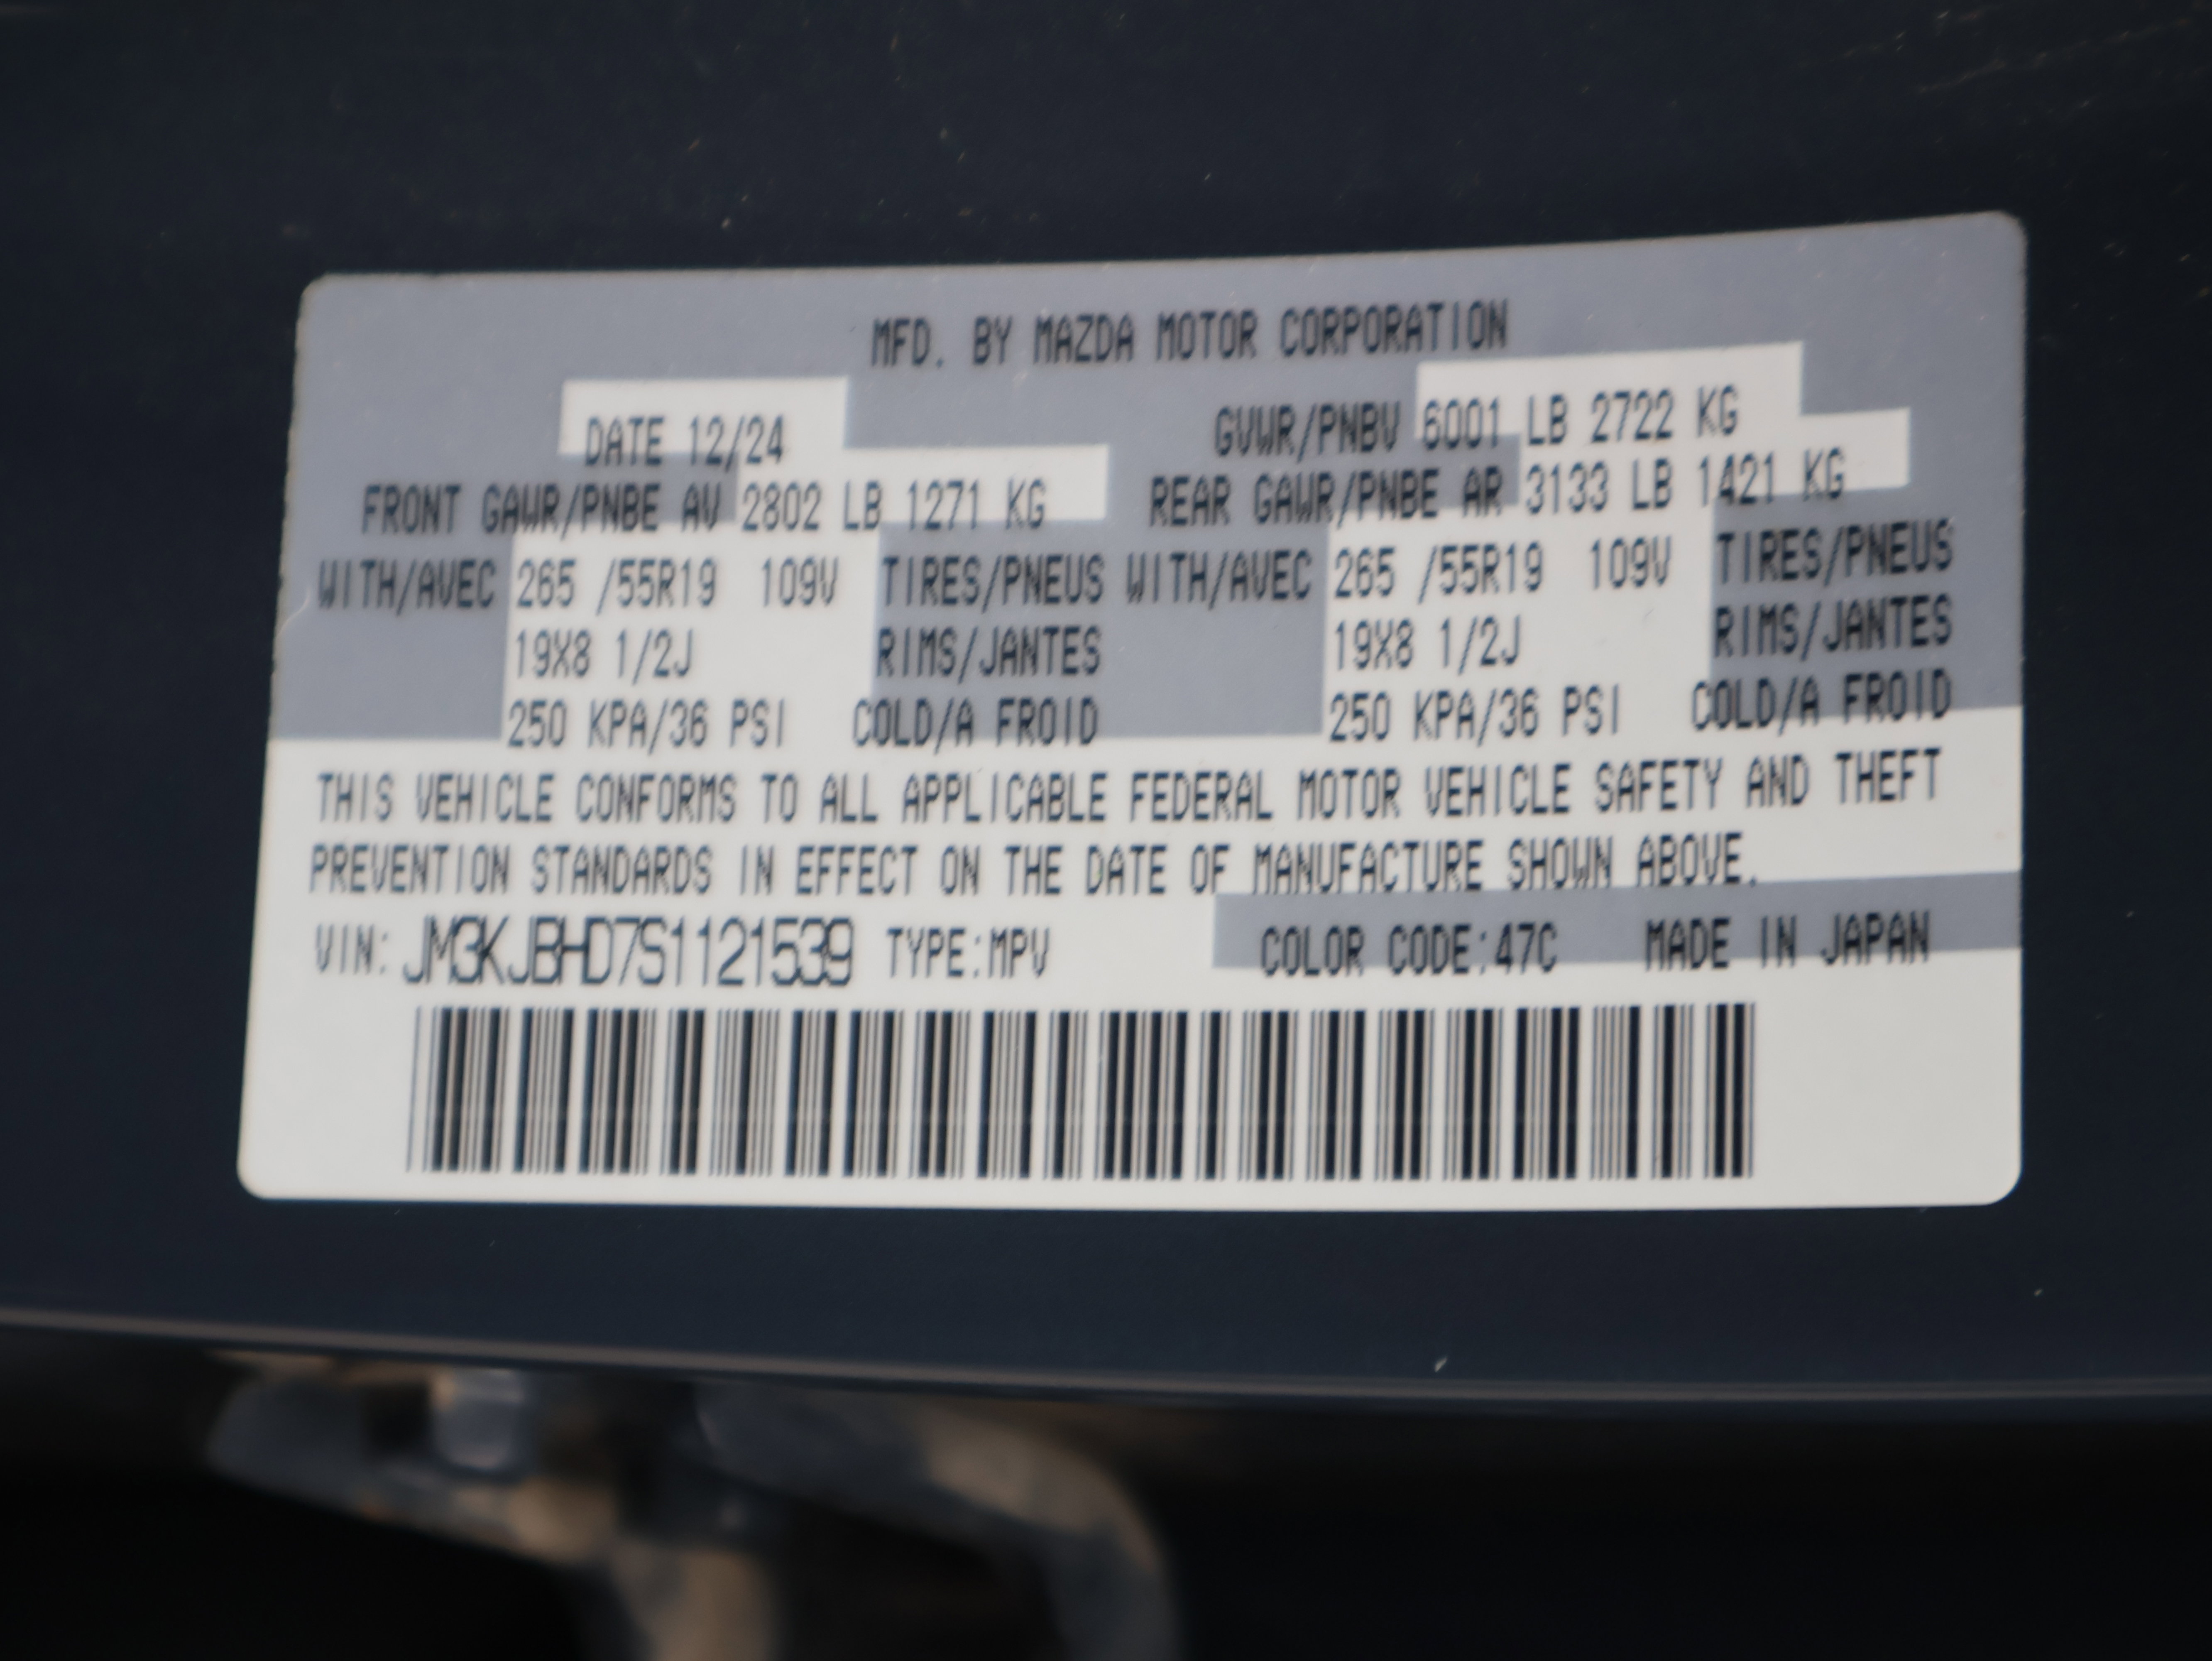 MFD. BY MAZDA MOTOR CORPORATION
DATE 12/24 GVWR/PNBV 6001 LB 2722 KG
FRONT GAWR/PNBE AV 2802 LB 1271 KG REAR GAWR/PNBE AR 3133 LB 1421 KG
WITH/AVEC 265 /55R19 109V TIRES/PNEUS WITH/AVEC 265 /55R19 109V TIRES/PNEUS
19X8 1/2J RIMS/JANTES 19X8 1/2J RIMS/JANTES
250 KPA/36 PSI COLD/A FROID 250 KPA/36 PSI COLD/A FROID
THIS VEHICLE CONFORMS TO ALL APPLICABLE FEDERAL MOTOR VEHICLE SAFETY AND THEFT
PREVENTION STANDARDS IN EFFECT ON THE DATE OF MANUFACTURE SHOWN ABOVE.
VIN: JM3KJBHD7S1121539 TYPE:MPV COLOR CODE:47C MADE IN JAPAN